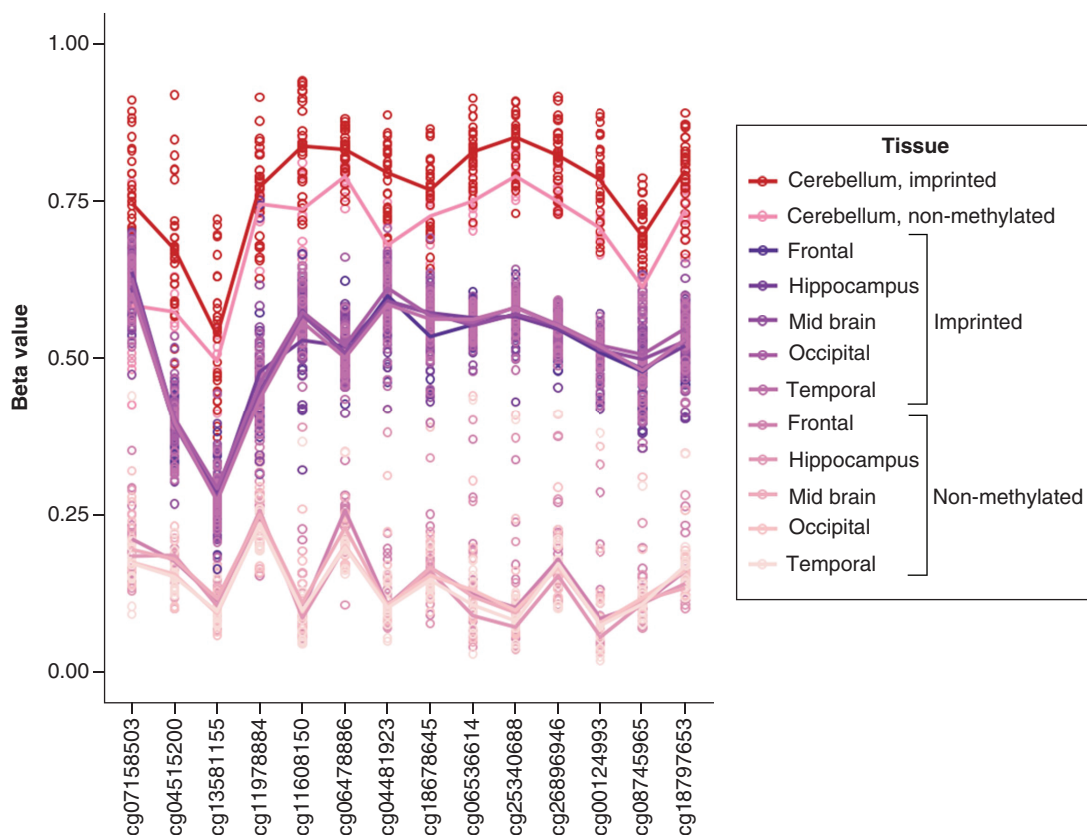 Beta value
1.00
0.75
0.50
0.25
0.00
cg07158503
cg04515200
cg13581155
cg11978884
cg11608150
cg06478886
cg04481923
cg18678645
cg06536614
cg25340688
cg26896946
cg00124993
cg08745965
cg18797653
Tissue
Cerebellum, imprinted
Cerebellum, non-methylated
Frontal
Hippocampus
Mid brain
Occipital
Temporal
Imprinted
Frontal
Hippocampus
Mid brain
Occipital
Temporal
Non-methylated